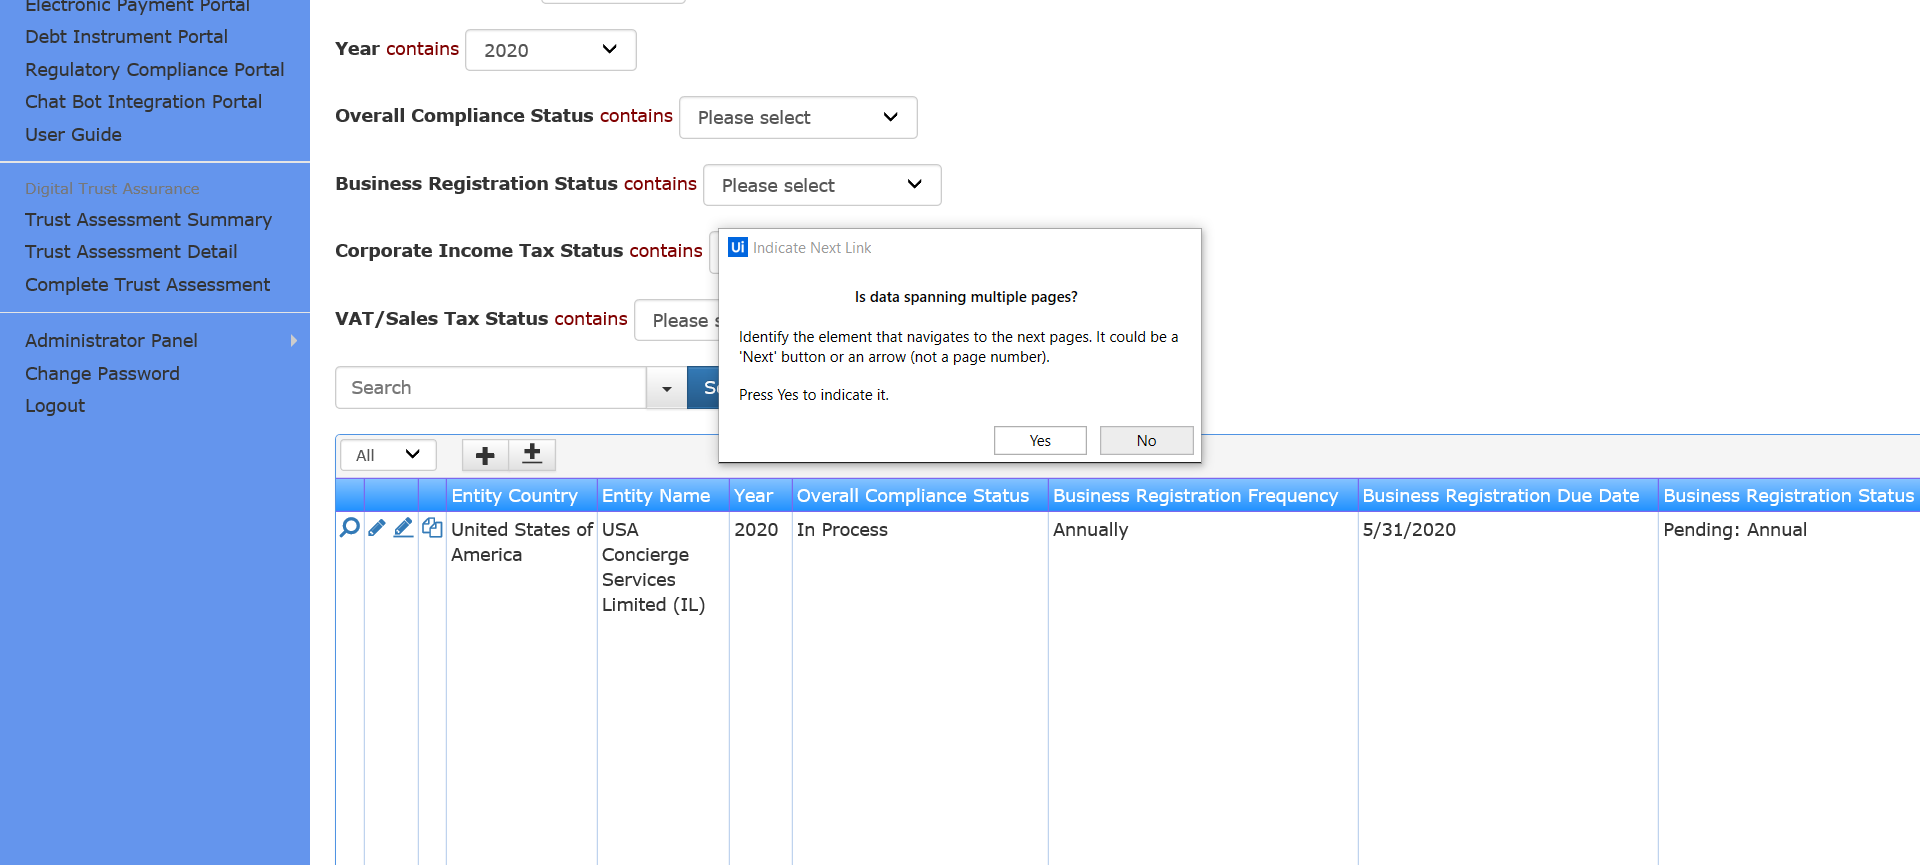 Electronic Payment Portal
Debt Instrument Portal
Regulatory Compliance Portal
Chat Bot Integration Portal
User Guide
Digital Trust Assurance
Trust Assessment Summary
Trust Assessment Detail
Complete Trust Assessment
Administrator Panel
Change Password
Logout
Year contains 2020
Overall Compliance Status contains Please select
Business Registration Status contains Please select
Corporate Income Tax Status contains
VAT/Sales Tax Status contains Please
Search
Ui Indicate Next Link
Is data spanning multiple pages?
Identify the element that navigates to the next pages. It could be a
'Next' button or an arrow (not a page number).
Press Yes to indicate it.
Yes No
All
Entity Country Entity Name Year Overall Compliance Status Business Registration Frequency Business Registration Due Date Business Registration Status
United States of America USA Concierge Services Limited (IL) 2020 In Process Annually 5/31/2020 Pending: Annual